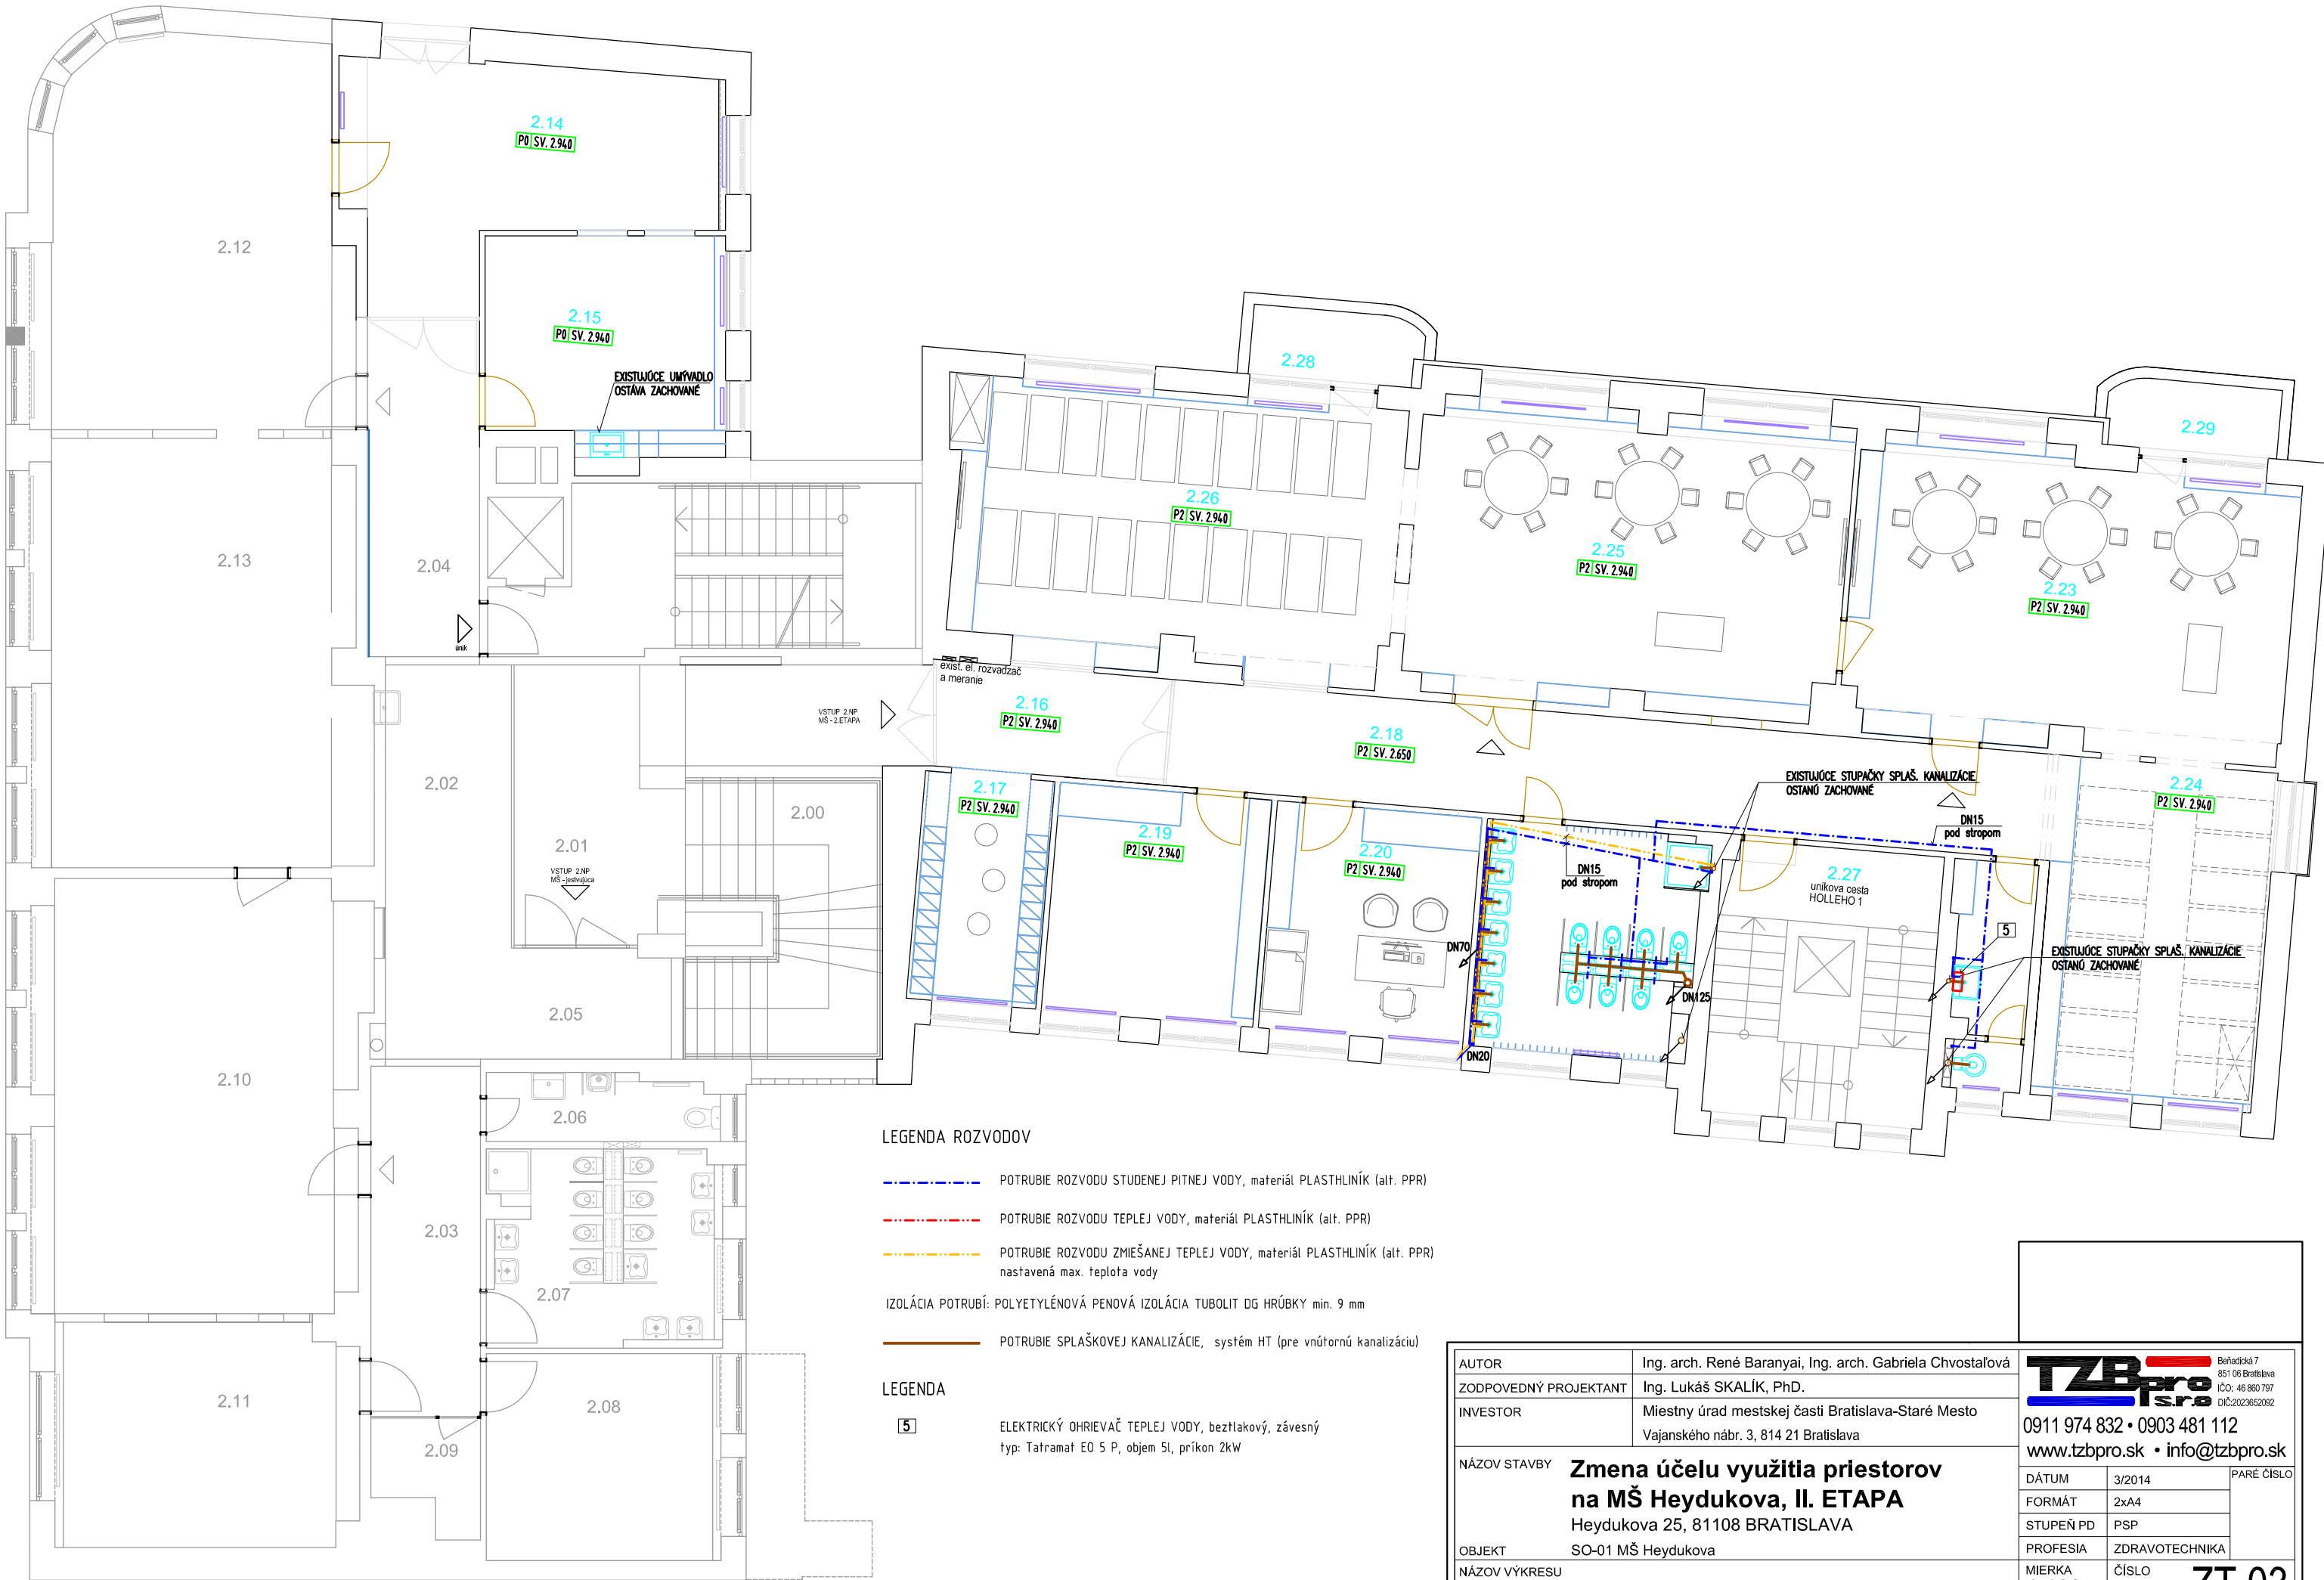 2.14
P0 SV. 2.940
2.12
2.15
P0 SV. 2.940
EXISTUJÚCE UMÝVADLO
OSTÁVA ZACHOVANÉ
2.28
2.29
2.26
P2 SV. 2.940
2.25
P2 SV. 2.940
2.23
P2 SV. 2.940
2.13
2.04
únik
exist. el. rozvadzač
a meranie
VSTUP 2.NP
MŠ - 2.ETAPA
2.16
P2 SV. 2.940
2.18
P2 SV. 2.650
2.02
2.01
VSTUP 2.NP
MŠ - jestvujúca
2.00
2.17
P2 SV. 2.940
2.19
P2 SV. 2.940
2.20
P2 SV. 2.940
EXISTUJÚCE STUPAČKY SPLAŠ. KANALIZÁCIE
OSTANÚ ZACHOVANÉ
DN15
pod stropom
2.24
P2 SV. 2.940
DN15
pod stropom
2.27
unikova cesta
HOLLEHO 1
5
EXISTUJÚCE STUPAČKY SPLAŠ. KANALIZÁCIE
OSTANÚ ZACHOVANÉ
DN70
DN125
DN20
2.05
2.10
2.06
2.03
2.07
2.11
2.08
2.09
LEGENDA ROZVODOV
POTRUBIE ROZVODU STUDENEJ PITNEJ VODY, materiál PLASTHLINÍK (alt. PPR)
POTRUBIE ROZVODU TEPLEJ VODY, materiál PLASTHLINÍK (alt. PPR)
POTRUBIE ROZVODU ZMIEŠANEJ TEPLEJ VODY, materiál PLASTHLINÍK (alt. PPR)
nastavená max. teplota vody
IZOLÁCIA POTRUBÍ: POLYETYLÉNOVÁ PENOVÁ IZOLÁCIA TUBOLIT DG HRÚBKY min. 9 mm
POTRUBIE SPLAŠKOVEJ KANALIZÁCIE, systém HT (pre vnútornú kanalizáciu)
LEGENDA
5 ELEKTRICKÝ OHRIEVAČ TEPLEJ VODY, beztlakový, závesný
typ: Tatramat EO 5 P, objem 5l, príkon 2kW
AUTOR Ing. arch. René Baranyai, Ing. arch. Gabriela Chvostaľová
ZODPOVEDNÝ PROJEKTANT Ing. Lukáš SKALÍK, PhD.
INVESTOR Miestny úrad mestskej časti Bratislava-Staré Mesto
Vajanského nábr. 3, 814 21 Bratislava
NÁZOV STAVBY Zmena účelu využitia priestorov
na MŠ Heydukova, II. ETAPA
Heydukova 25, 81108 BRATISLAVA
OBJEKT SO-01 MŠ Heydukova
NÁZOV VÝKRESU
TZB pro s.r.o
Beňadická 7
851 06 Bratislava
IČO: 46 860 797
DIČ:2023652092
0911 974 832 • 0903 481 112
www.tzbpro.sk • info@tzbpro.sk
DÁTUM 3/2014 PARÉ ČÍSLO
FORMÁT 2xA4
STUPEŇ PD PSP
PROFESIA ZDRAVOTECHNIKA
MIERKA ČÍSLO